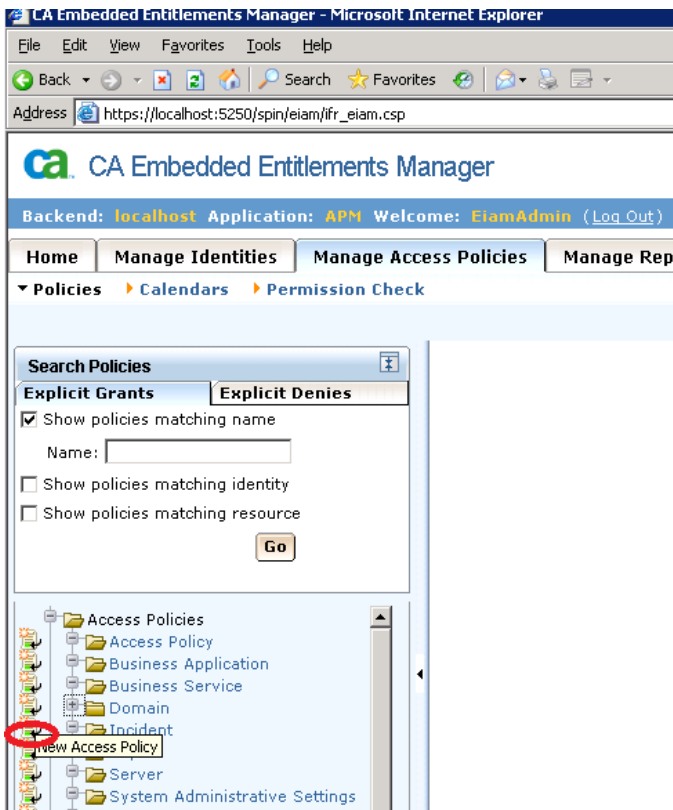 CA Embedded Entitlements Manager - Microsoft Internet Explorer
File Edit View Favorites Tools Help
Back Search Favorites
Address https://localhost:5250/spin/eiam/ifr_eiam.csp
ca CA Embedded Entitlements Manager
Backend: localhost Application: APM Welcome: EiamAdmin (Log Out)
Home Manage Identities Manage Access Policies Manage Rep
Policies Calendars Permission Check
Search Policies
Explicit Grants Explicit Denies
Show policies matching name
Name:
Show policies matching identity
Show policies matching resource
Go
Access Policies
Access Policy
Business Application
Business Service
Domain
Incident
New Access Policy
Server
System Administrative Settings